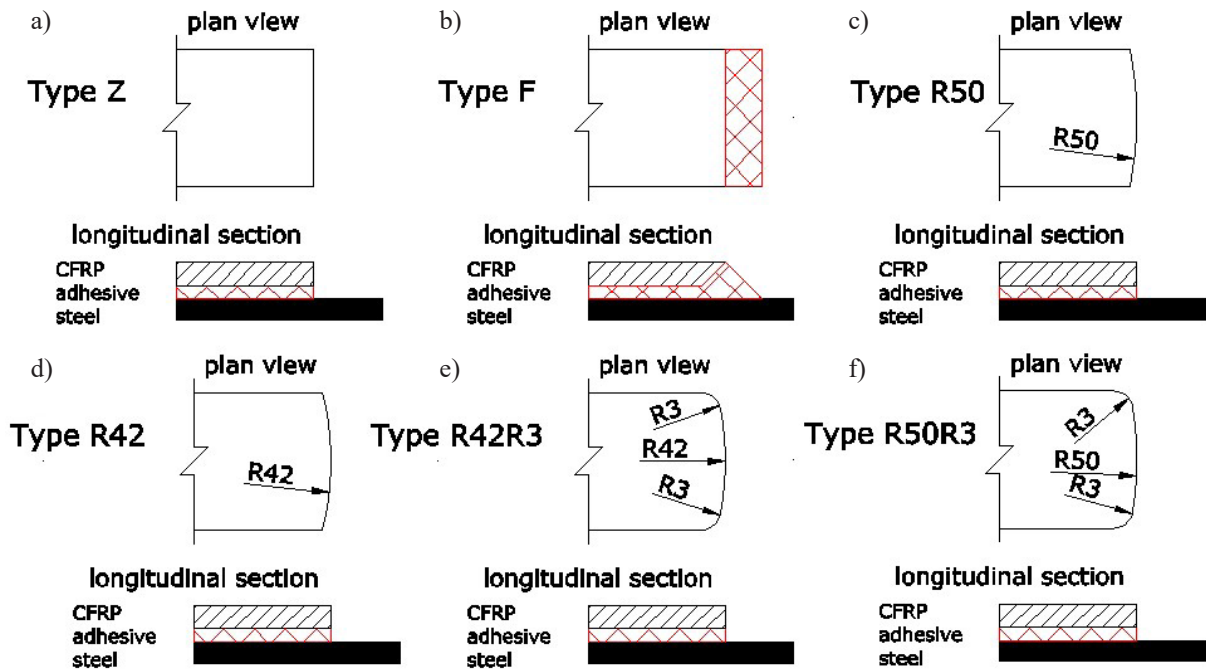 a)
plan view
Type Z
longitudinal section
CFRP
adhesive
steel
b)
plan view
Type F
longitudinal section
CFRP
adhesive
steel
c)
plan view
Type R50
R50
longitudinal section
CFRP
adhesive
steel
d)
plan view
Type R42
R42
longitudinal section
CFRP
adhesive
steel
e)
plan view
Type R42R3
R3
R42
R3
longitudinal section
CFRP
adhesive
steel
f)
plan view
Type R50R3
R3
R50
R3
longitudinal section
CFRP
adhesive
steel